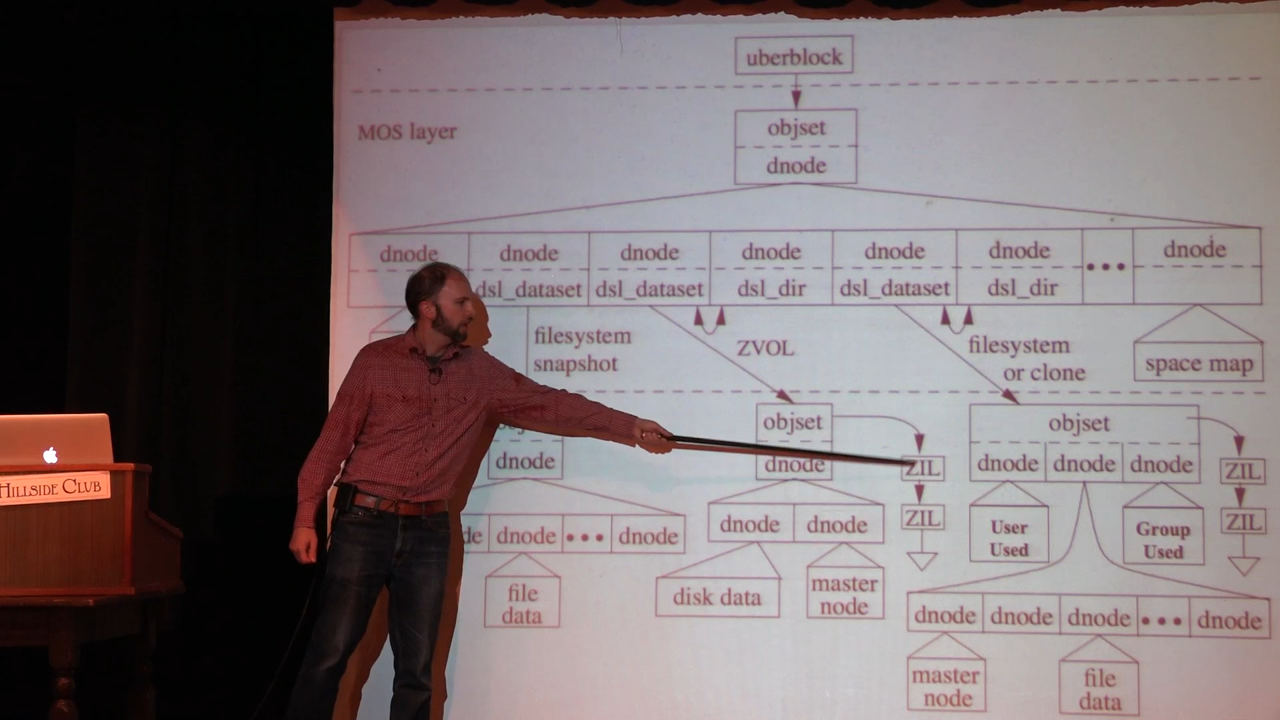 uberblock
MOS layer
objset
dnode
dnode dnode dnode dnode dnode dnode ••• dnode
dsl_dataset dsl_dataset dsl_dir dsl_dataset dsl_dir
filesystem
snapshot
ZVOL
filesystem
or clone
space map
objset
objset
dnode
dnode
ZIL
dnode dnode dnode
ZIL
dnode ••• dnode
dnode dnode
ZIL
User
Used
Group
Used
ZIL
file
data
disk data
master
node
dnode dnode dnode ••• dnode
master
node
file
data
HILLSIDE CLUB